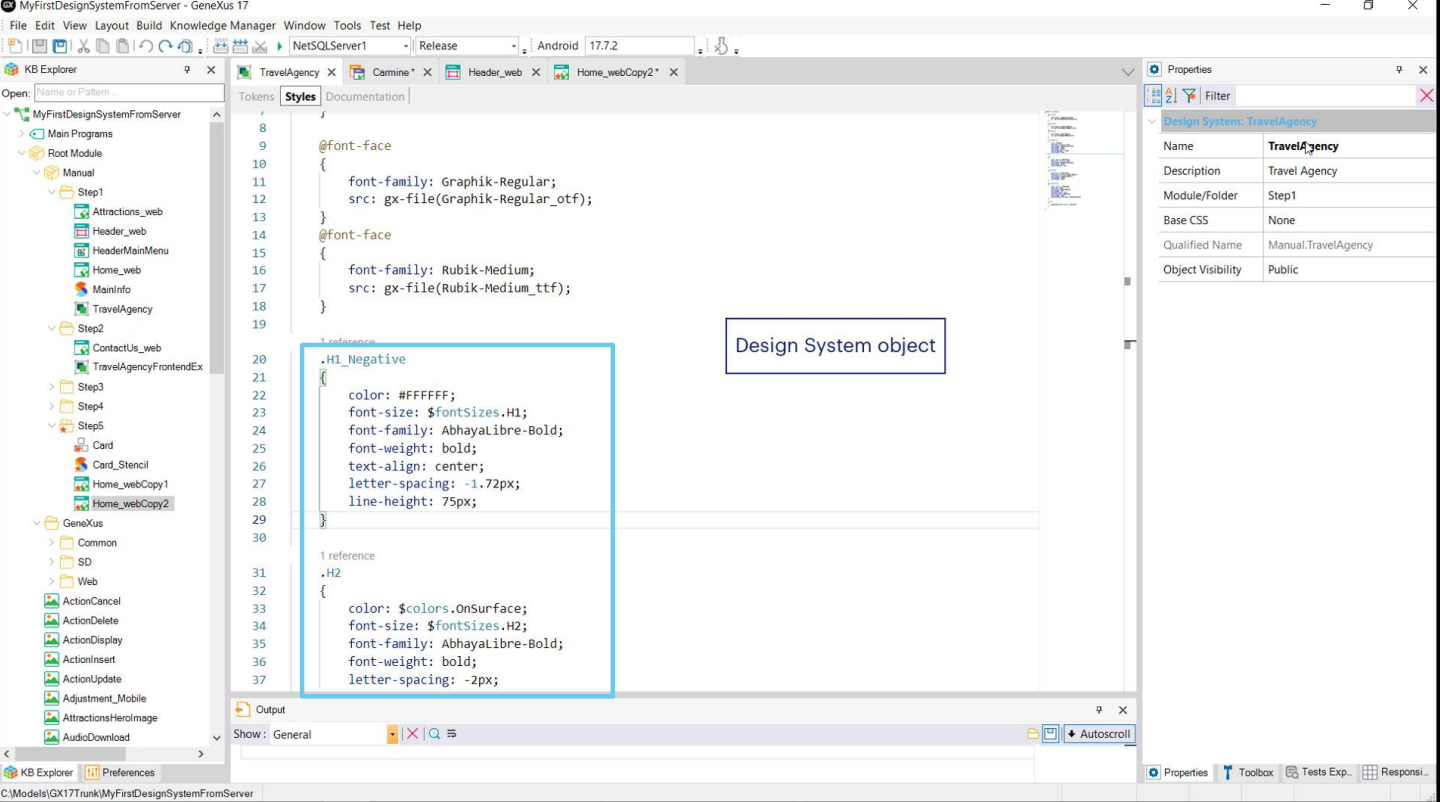 MyFirstDesignSystemFromServer - GeneXus 17
File Edit View Layout Build Knowledge Manager Window Tools Test Help
NetSQLServer1 Release Android 17.7.2
KB Explorer
Open: Name or Pattern...
MyFirstDesignSystemFromServer
Main Programs
Root Module
Manual
Step1
Attractions_web
Header_web
HeaderMainMenu
Home_web
MainInfo
TravelAgency
Step2
ContactUs_web
TravelAgencyFrontendEx
Step3
Step4
Step5
Card
Card_Stencil
Home_webCopy1
Home_webCopy2
GeneXus
Common
SD
Web
ActionCancel
ActionDelete
ActionDisplay
ActionInsert
ActionUpdate
Adjustment_Mobile
AttractionsHeroImage
AudioDownload
KB Explorer Preferences
TravelAgency Carmine* Header_web Home_webCopy2*
Tokens Styles Documentation
7 }
8
9 @font-face
10 {
11 font-family: Graphik-Regular;
12 src: gx-file(Graphik-Regular_otf);
13 }
14 @font-face
15 {
16 font-family: Rubik-Medium;
17 src: gx-file(Rubik-Medium_ttf);
18 }
19
1 reference
20 .H1_Negative
21 {
22 color: #FFFFFF;
23 font-size: $fontSizes.H1;
24 font-family: AbhayaLibre-Bold;
25 font-weight: bold;
26 text-align: center;
27 letter-spacing: -1.72px;
28 line-height: 75px;
29 }
30
1 reference
31 .H2
32 {
33 color: $colors.OnSurface;
34 font-size: $fontSizes.H2;
35 font-family: AbhayaLibre-Bold;
36 font-weight: bold;
37 letter-spacing: -2px;
Design System object
Output
Show: General Autoscroll
Properties
Filter
Design System: TravelAgency
Name TravelAgency
Description Travel Agency
Module/Folder Step1
Base CSS None
Qualified Name Manual.TravelAgency
Object Visibility Public
Properties Toolbox Tests Exp... Responsi...
C:\Models\GX17Trunk\MyFirstDesignSystemFromServer